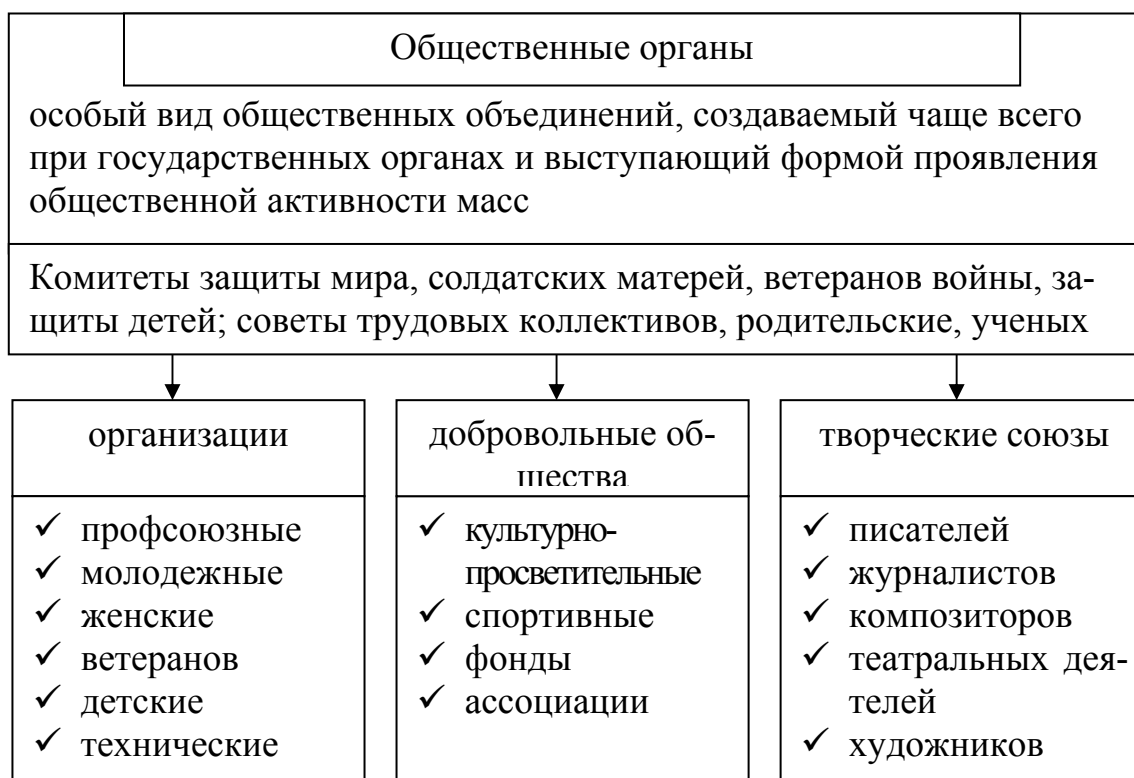 Общественные органы
особый вид общественных объединений, создаваемый чаще всего
при государственных органах и выступающий формой проявления
общественной активности масс
Комитеты защиты мира, солдатских матерей, ветеранов войны, за-
щиты детей; советы трудовых коллективов, родительские, ученых
организации
✓ профсоюзные
✓ молодежные
✓ женские
✓ ветеранов
✓ детские
✓ технические
добровольные об-
щества
✓ культурно-
просветительные
✓ спортивные
✓ фонды
✓ ассоциации
творческие союзы
✓ писателей
✓ журналистов
✓ композиторов
✓ театральных дея-
телей
✓ художников